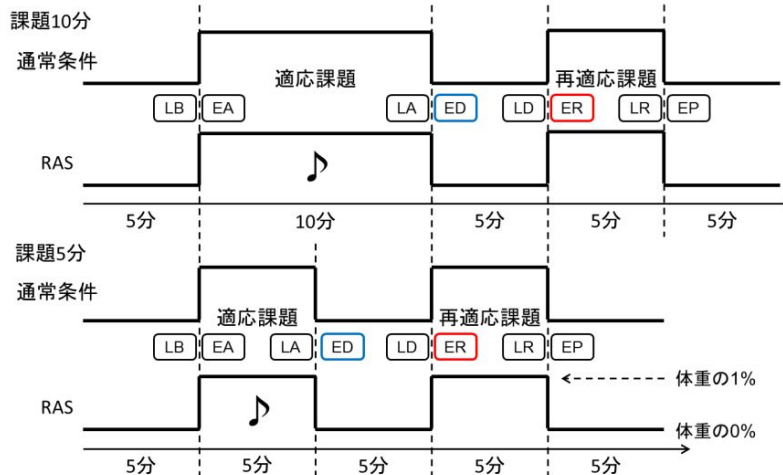 課題10分
通常条件
適応課題
再適応課題
LB EA LA ED LD ER LR EP
RAS
♪
5分 10分 5分 5分 5分
課題5分
通常条件
適応課題
再適応課題
LB EA LA ED LD ER LR EP
体重の1%
RAS
♪
体重の0%
5分 5分 5分 5分 5分